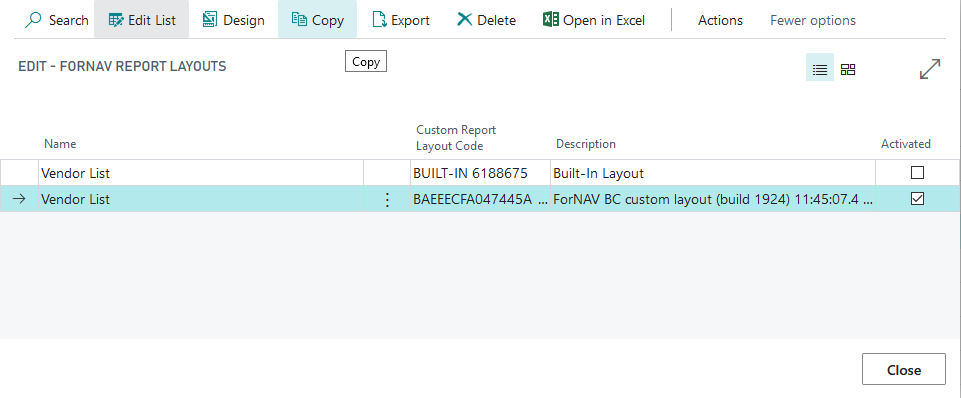 Search Edit List Design Copy Export Delete Open in Excel Actions Fewer options
EDIT - FORNAV REPORT LAYOUTS
Copy
Name Custom Report Layout Code Description Activated
Vendor List BUILT-IN 6188675 Built-In Layout
Vendor List BAEEECFA047445A ... ForNAV BC custom layout (build 1924) 11:45:07.4 ...
Close